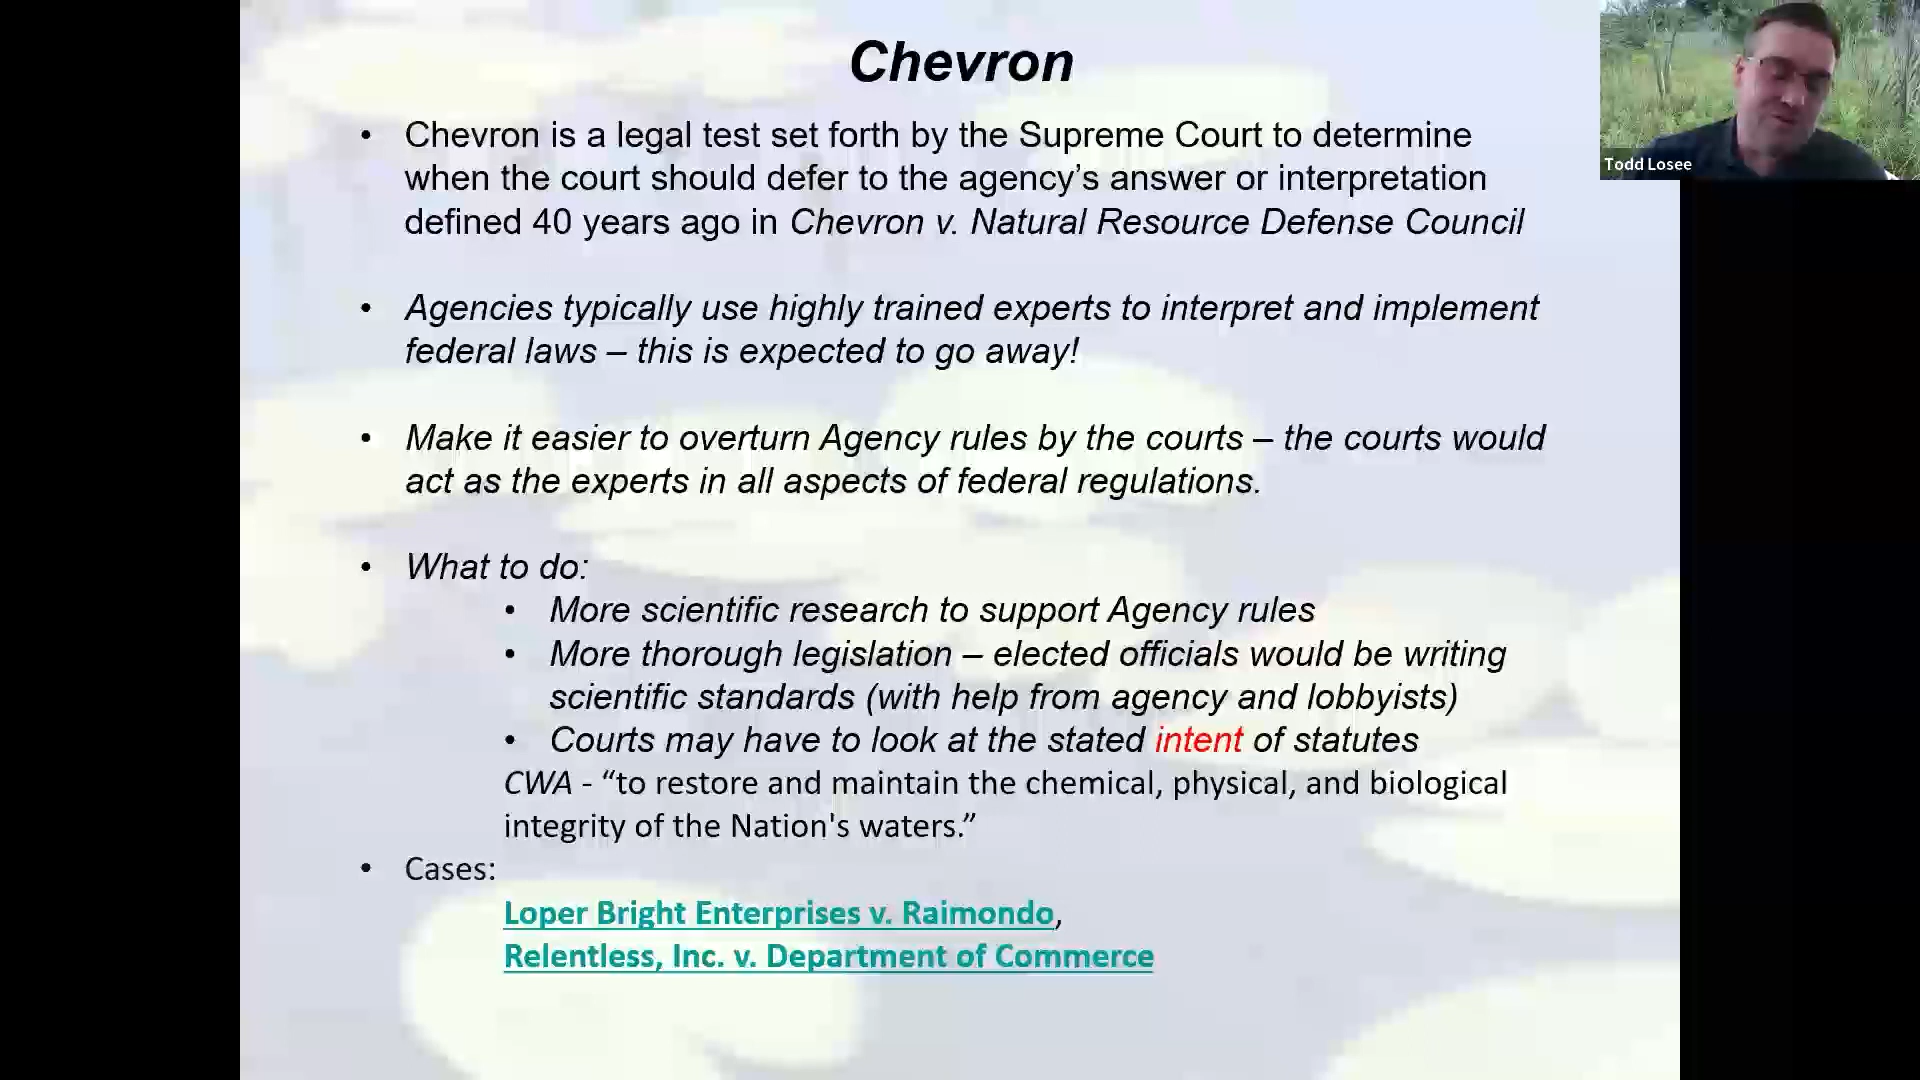 Chevron
• Chevron is a legal test set forth by the Supreme Court to determine
when the court should defer to the agency’s answer or interpretation
defined 40 years ago in Chevron v. Natural Resource Defense Council
• Agencies typically use highly trained experts to interpret and implement
federal laws – this is expected to go away!
• Make it easier to overturn Agency rules by the courts – the courts would
act as the experts in all aspects of federal regulations.
• What to do:
• More scientific research to support Agency rules
• More thorough legislation – elected officials would be writing
scientific standards (with help from agency and lobbyists)
• Courts may have to look at the stated intent of statutes
CWA - “to restore and maintain the chemical, physical, and biological
integrity of the Nation's waters.”
• Cases:
Loper Bright Enterprises v. Raimondo,
Relentless, Inc. v. Department of Commerce
Todd Losee